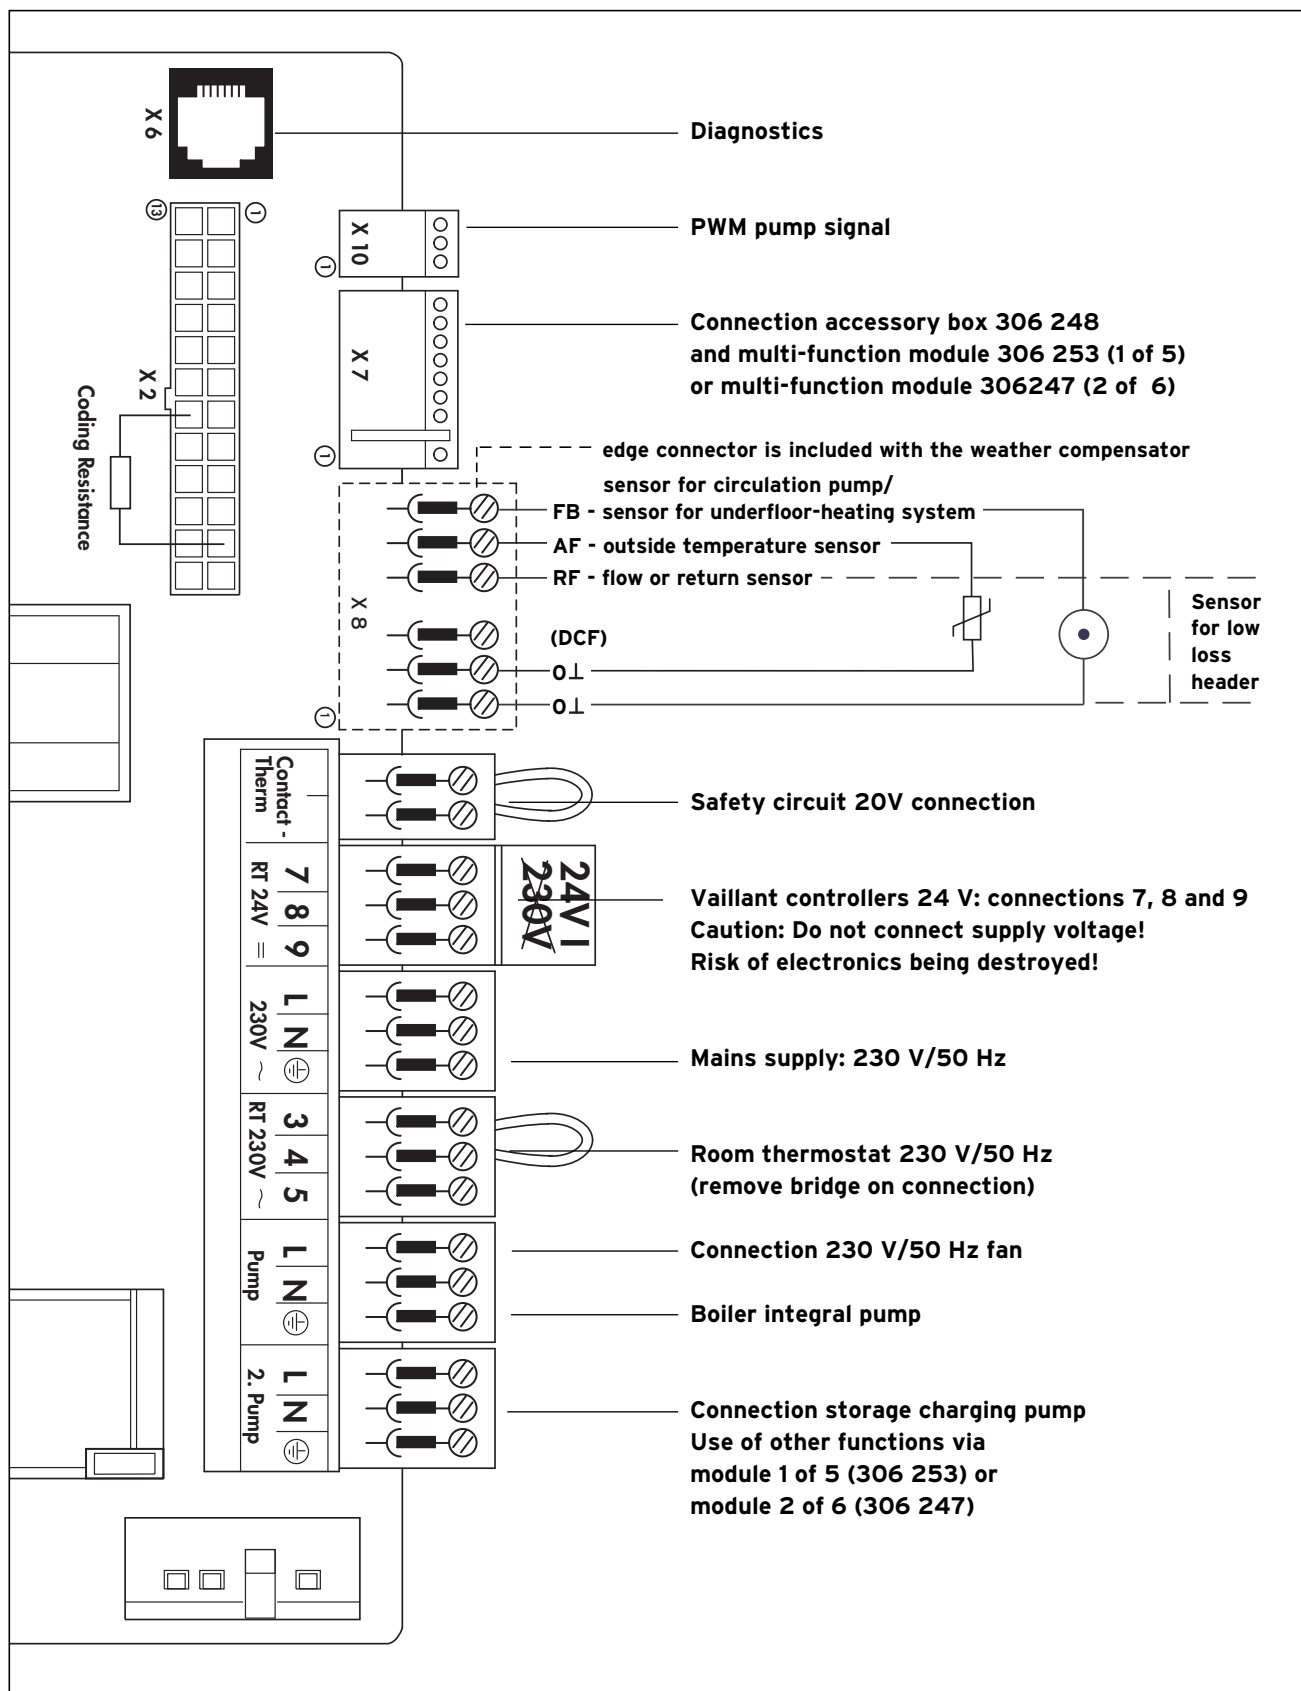 X 6
Diagnostics
13
1
X 10
1
PWM pump signal
X 2
Coding Resistance
X 7
1
Connection accessory box 306 248
and multi-function module 306 253 (1 of 5)
or multi-function module 306247 (2 of 6)
edge connector is included with the weather compensator
sensor for circulation pump/
FB - sensor for underfloor-heating system
AF - outside temperature sensor
RF - flow or return sensor
X 8
1
(DCF)
0⊥
0⊥
Sensor
for low
loss
header
Contact -
Therm
Safety circuit 20V connection
7 8 9
RT 24V =
24V
230V
Vaillant controllers 24 V: connections 7, 8 and 9
Caution: Do not connect supply voltage!
Risk of electronics being destroyed!
L N
230V ~
Mains supply: 230 V/50 Hz
3 4 5
RT 230V ~
Room thermostat 230 V/50 Hz
(remove bridge on connection)
L N
Pump
Connection 230 V/50 Hz fan
Boiler integral pump
L N
2. Pump
Connection storage charging pump
Use of other functions via
module 1 of 5 (306 253) or
module 2 of 6 (306 247)